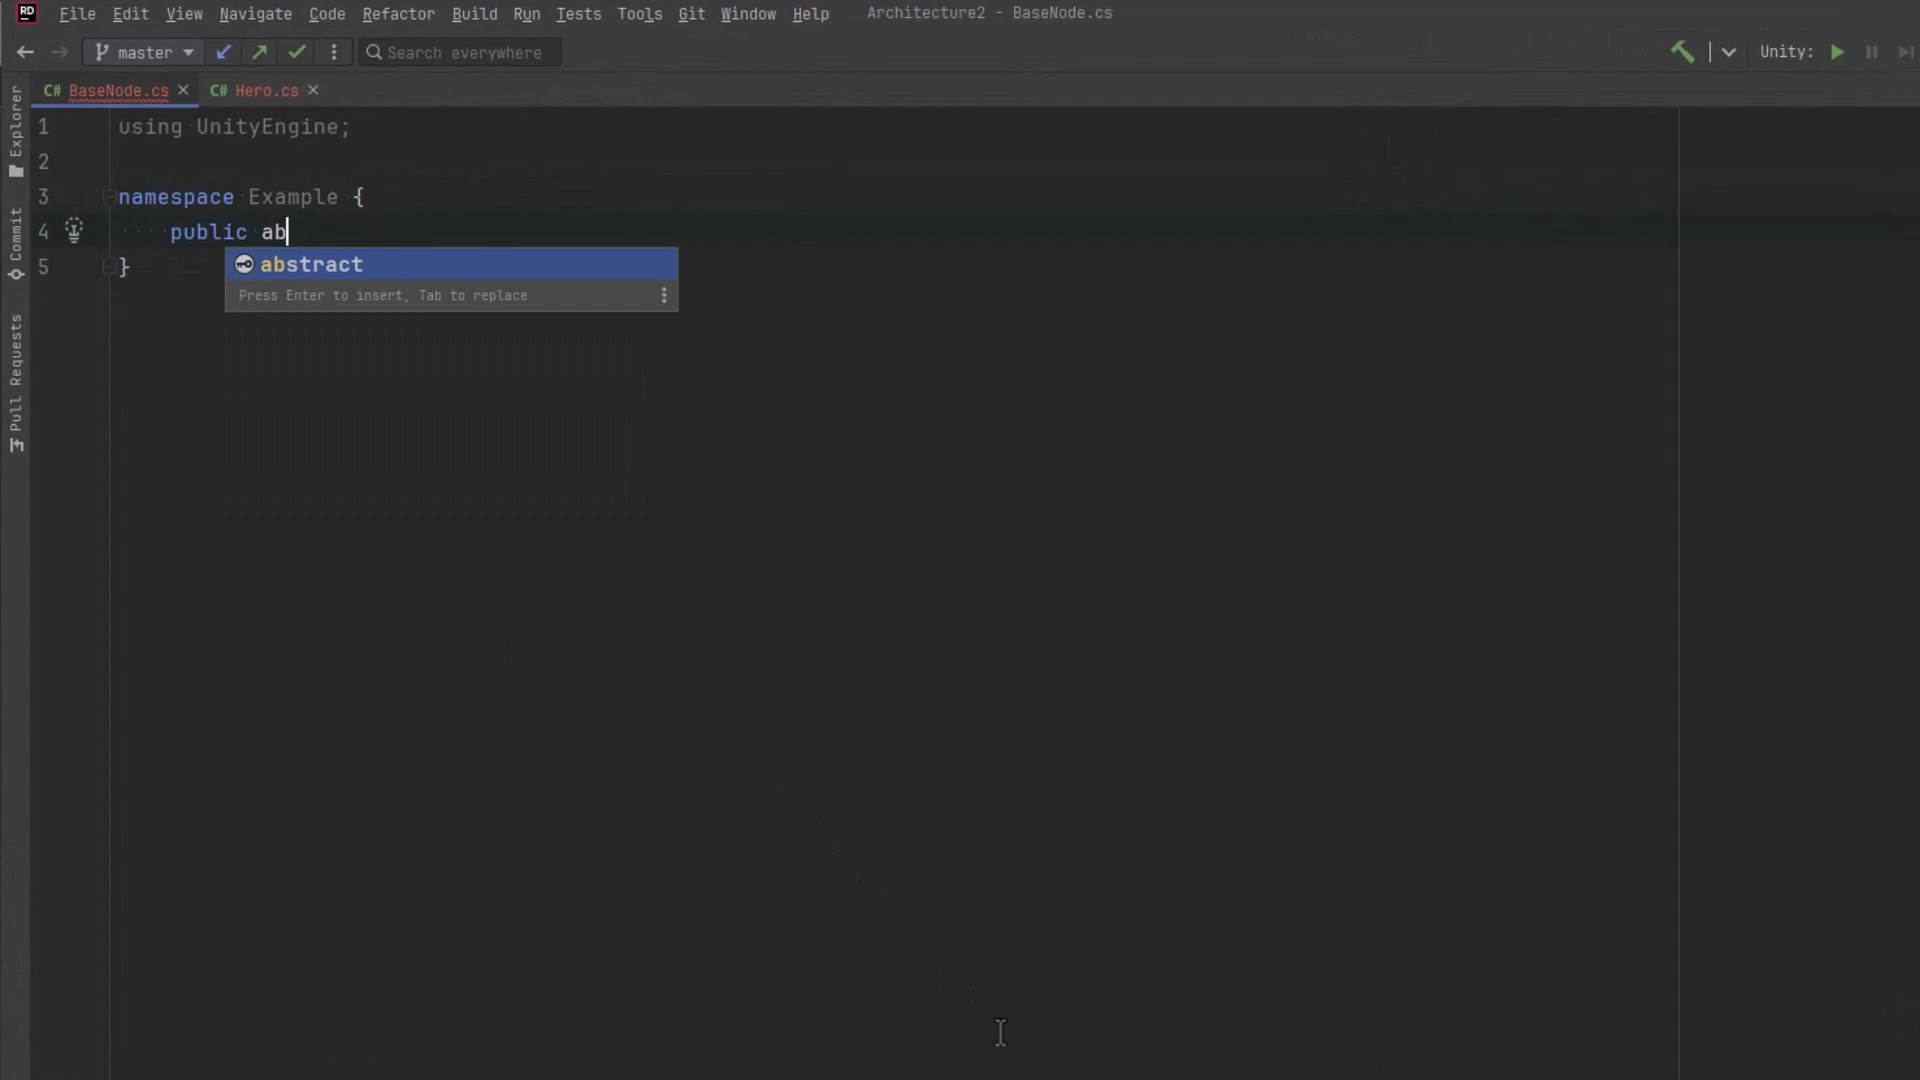 RD File Edit View Navigate Code Refactor Build Run Tests Tools Git Window Help Architecture2 - BaseNode.cs
master Search everywhere Unity:
C# BaseNode.cs C# Hero.cs
Explorer
Commit
Pull Requests
1 using UnityEngine;
2
3 namespace Example {
4 public ab
abstract
Press Enter to insert, Tab to replace
5 }